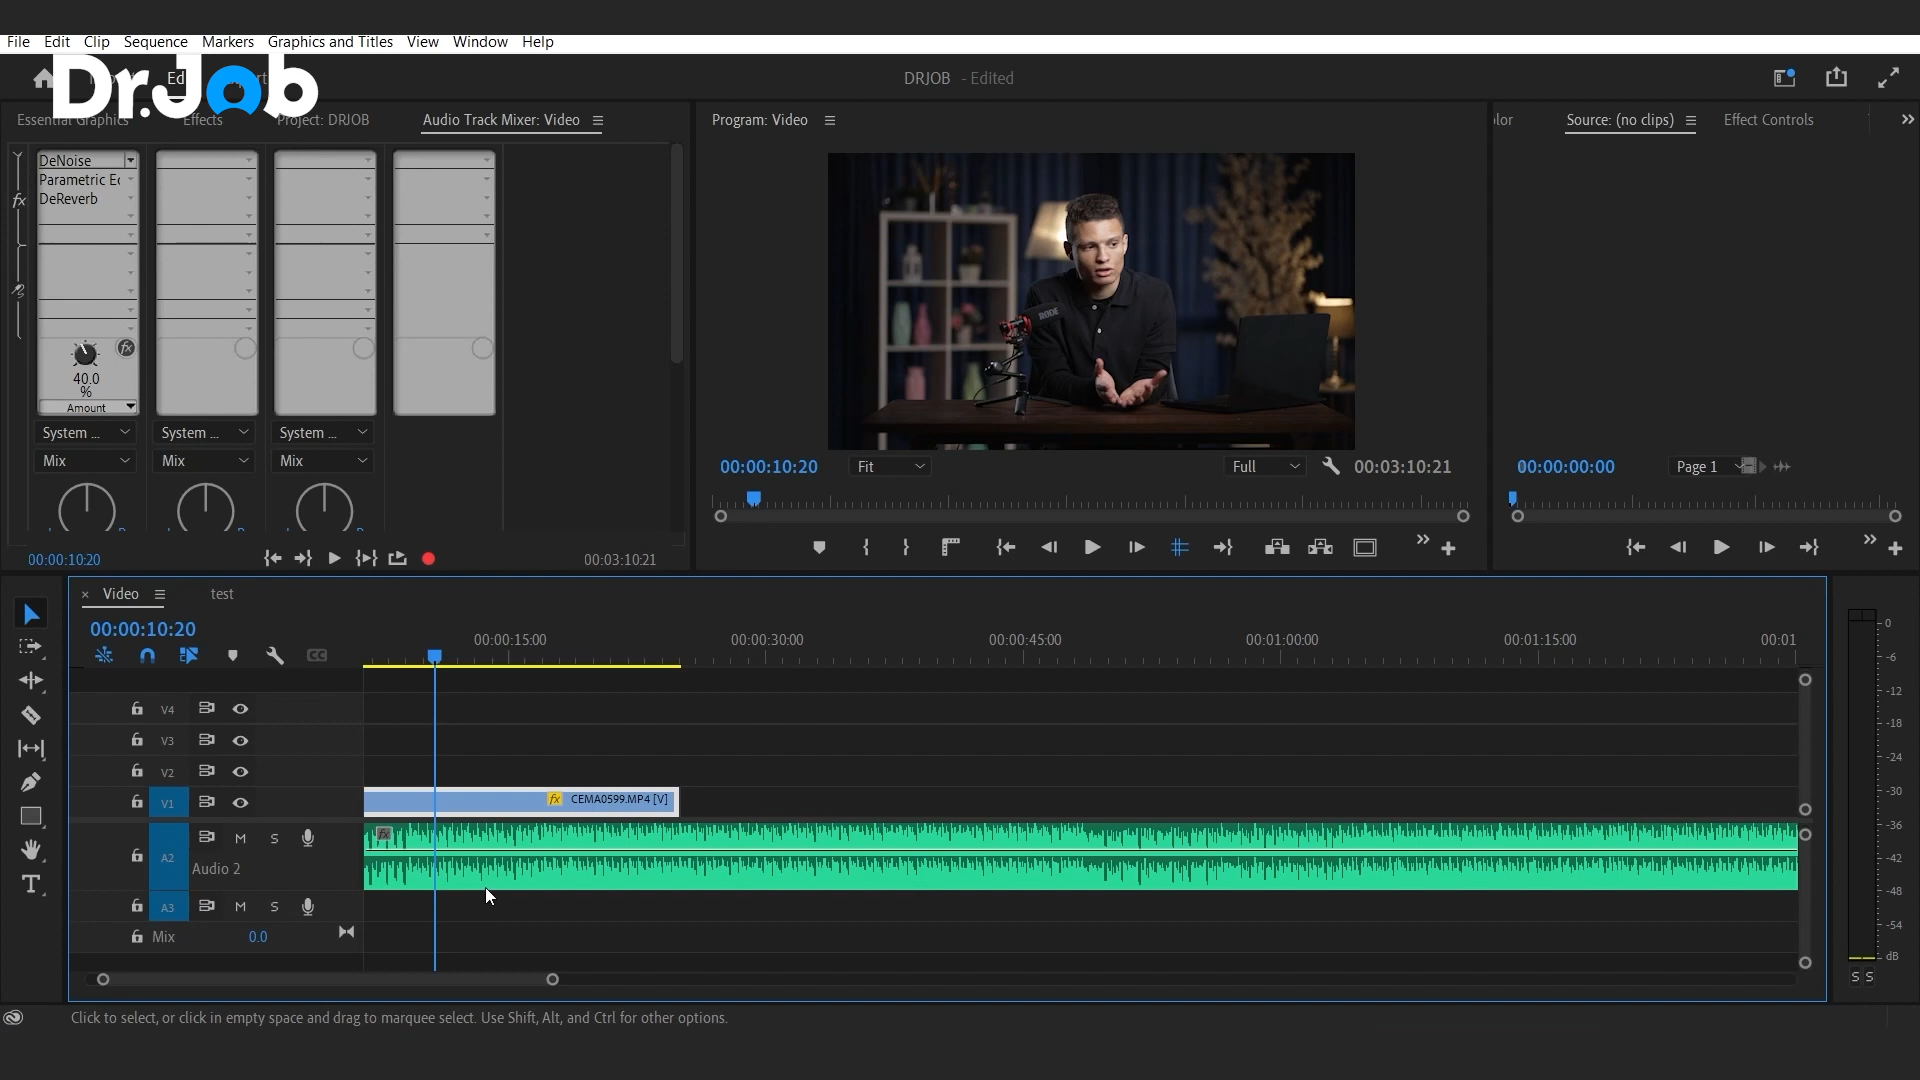 File Edit Clip Sequence Markers Graphics and Titles View Window Help
Dr.Job
DRJOB - Edited
Essential Graphics Effects Project: DRJOB Audio Track Mixer: Video
Program: Video
Source: (no clips) Effect Controls
DeNoise
DeReverb
fx
fx
40.0
%
Amount
System ... System ... System ...
Mix Mix Mix
RODE
00:00:10:20 Fit Full 00:03:10:21
00:00:00:00 Page 1
00:00:10:20 00:03:10:21
Video test
00:00:10:20
00:00:15:00 00:00:30:00 00:00:45:00 00:01:00:00 00:01:15:00 00:01
CC
V4
V3
V2
V1
fx CEMA0599.MP4 [V]
M S
fx
A2
Audio 2
A3 M S
Mix 0.0
T
0
-6
-12
-18
-24
-30
-36
-42
-48
-54
dB
S S
Click to select, or click in empty space and drag to marquee select. Use Shift, Alt, and Ctrl for other options.